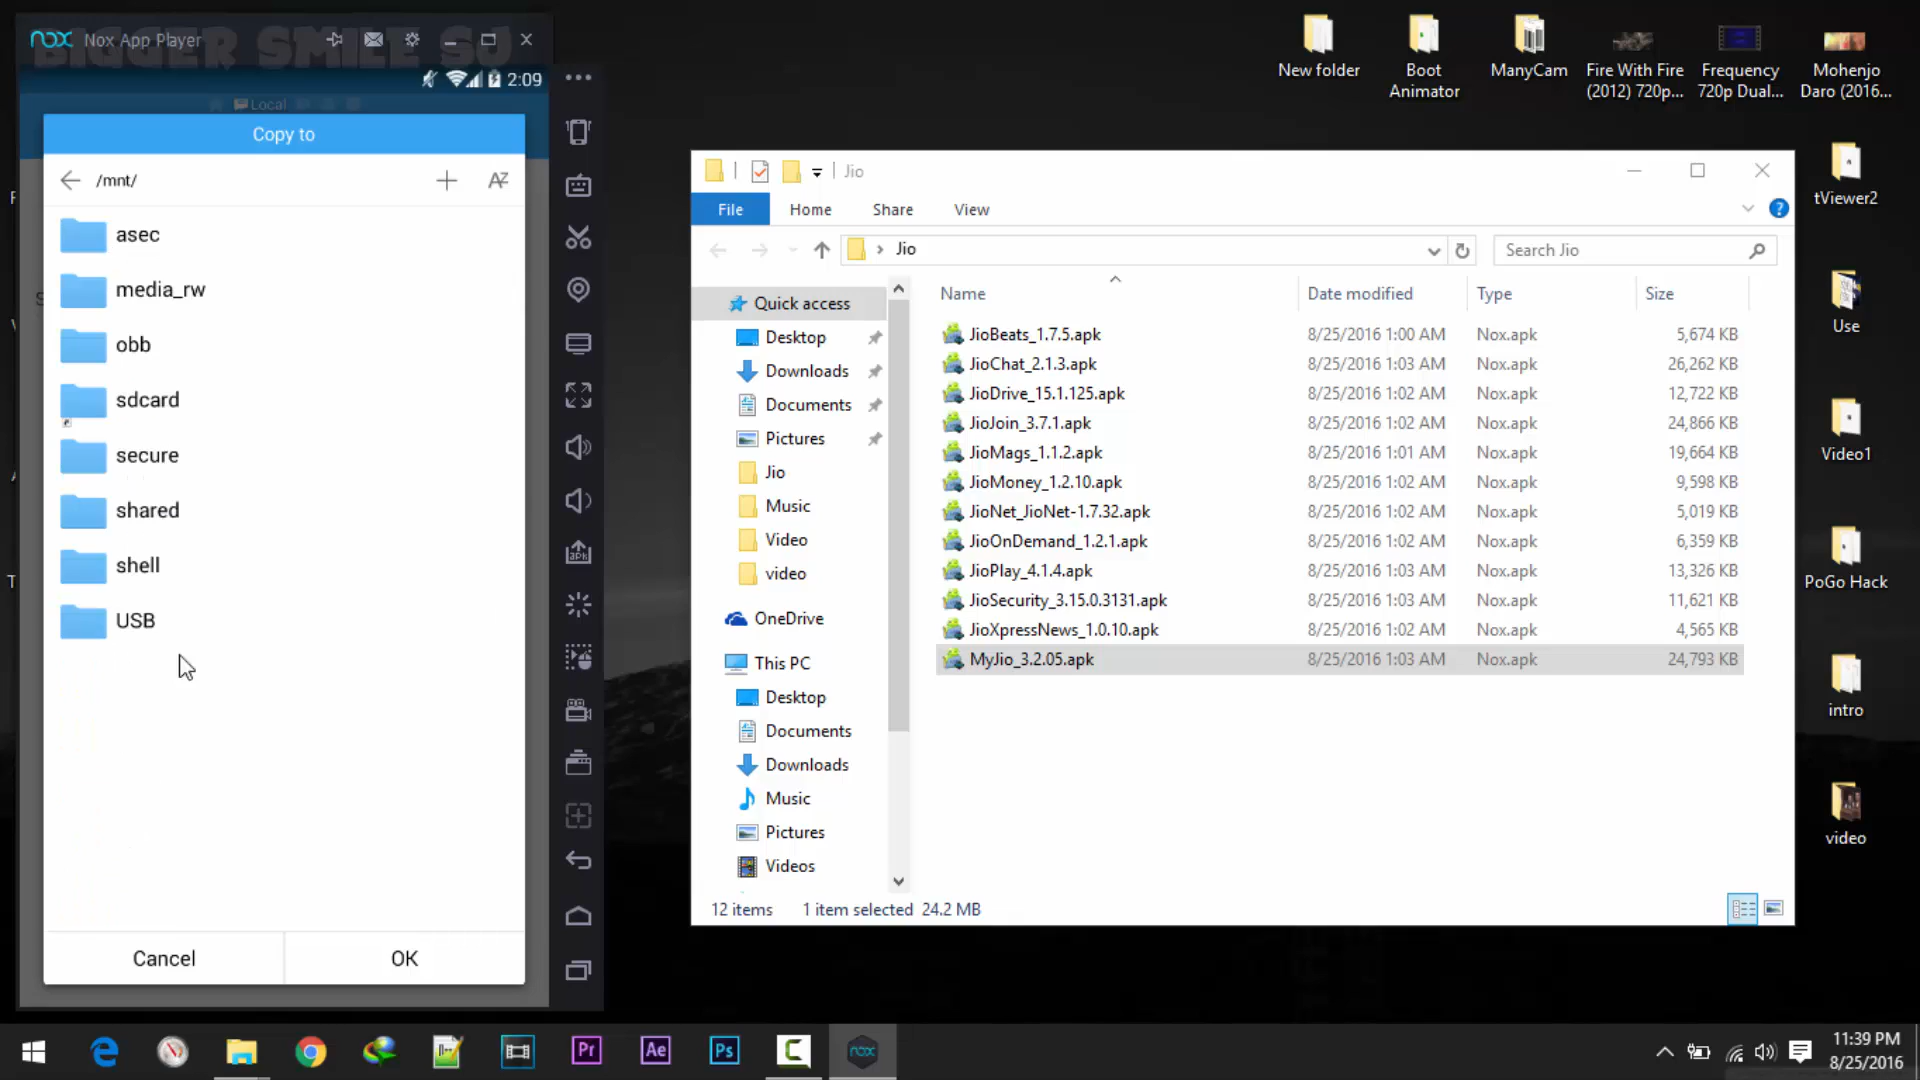 nox Nox App Player
BIGGER SMILE SU
2:09
Local
Copy to
/mnt/
AZ
asec
media_rw
obb
sdcard
secure
shared
shell
USB
Cancel
OK
Jio
File
Home
Share
View
Jio
Search Jio
Quick access
Desktop
Downloads
Documents
Pictures
Jio
Music
Video
video
OneDrive
This PC
Desktop
Documents
Downloads
Music
Pictures
Videos
Name Date modified Type Size
JioBeats_1.7.5.apk 8/25/2016 1:00 AM Nox.apk 5,674 KB
JioChat_2.1.3.apk 8/25/2016 1:03 AM Nox.apk 26,262 KB
JioDrive_15.1.125.apk 8/25/2016 1:02 AM Nox.apk 12,722 KB
JioJoin_3.7.1.apk 8/25/2016 1:02 AM Nox.apk 24,866 KB
JioMags_1.1.2.apk 8/25/2016 1:01 AM Nox.apk 19,664 KB
JioMoney_1.2.10.apk 8/25/2016 1:02 AM Nox.apk 9,598 KB
JioNet_JioNet-1.7.32.apk 8/25/2016 1:02 AM Nox.apk 5,019 KB
JioOnDemand_1.2.1.apk 8/25/2016 1:02 AM Nox.apk 6,359 KB
JioPlay_4.1.4.apk 8/25/2016 1:03 AM Nox.apk 13,326 KB
JioSecurity_3.15.0.3131.apk 8/25/2016 1:03 AM Nox.apk 11,621 KB
JioXpressNews_1.0.10.apk 8/25/2016 1:02 AM Nox.apk 4,565 KB
MyJio_3.2.05.apk 8/25/2016 1:03 AM Nox.apk 24,793 KB
12 items 1 item selected 24.2 MB
New folder
Boot
Animator
ManyCam
Fire With Fire
(2012) 720p...
Frequency
720p Dual...
Mohenjo
Daro (2016...
tViewer2
Use
Video1
PoGo Hack
intro
video
Pr
Ae
Ps
nox
11:39 PM
8/25/2016